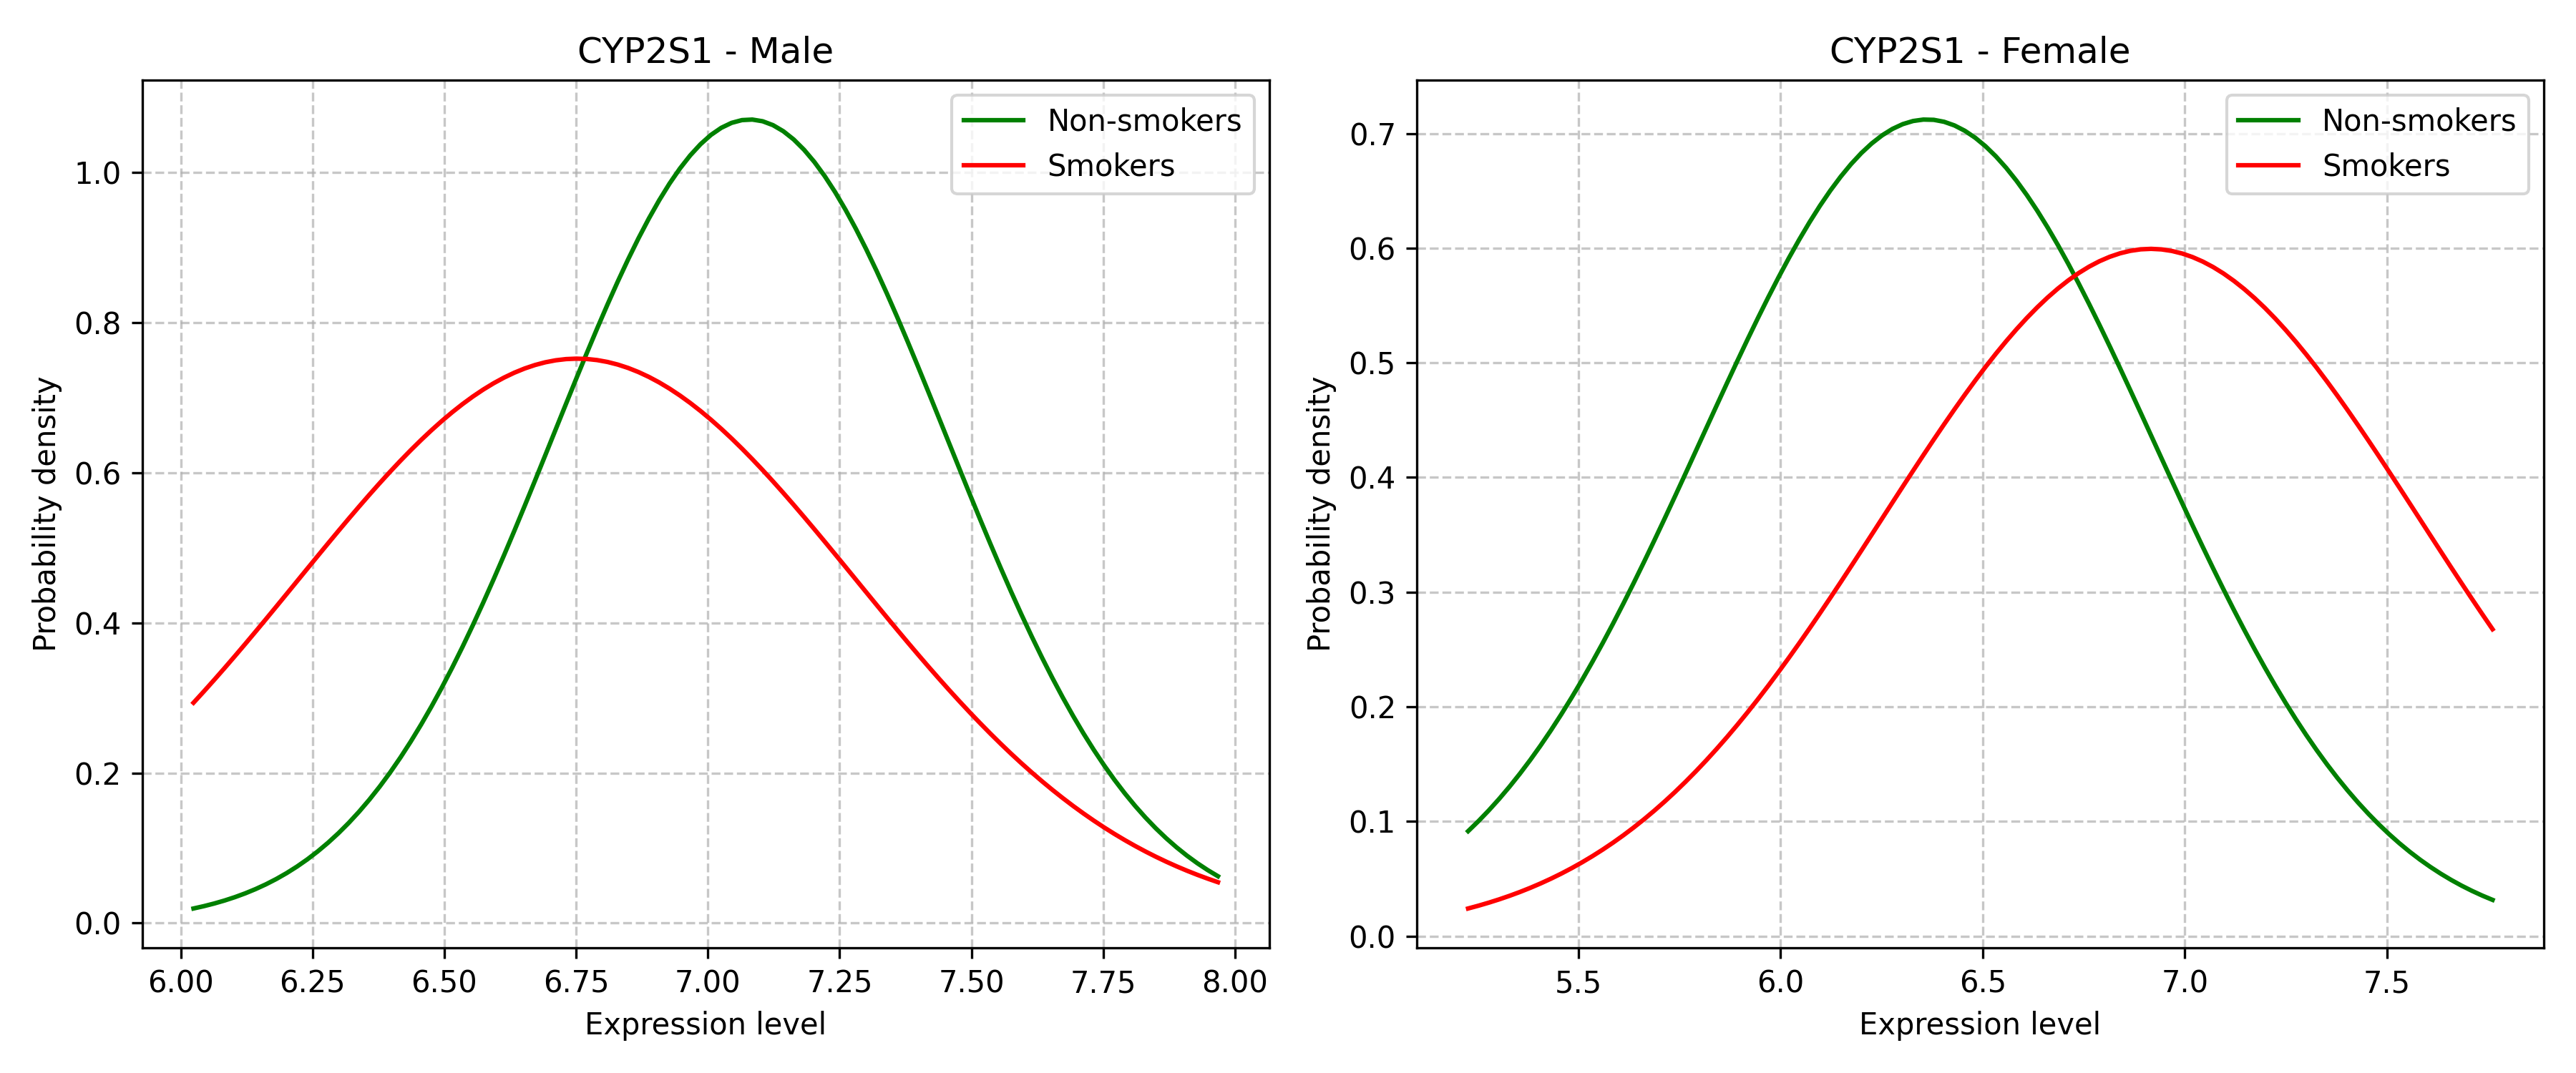 CYP2S1 - Male
Probability density
1.0
0.8
0.6
0.4
0.2
0.0
Non-smokers
Smokers
6.00 6.25 6.50 6.75 7.00 7.25 7.50 7.75 8.00
Expression level
CYP2S1 - Female
Probability density
0.7
0.6
0.5
0.4
0.3
0.2
0.1
0.0
Non-smokers
Smokers
5.5 6.0 6.5 7.0 7.5
Expression level